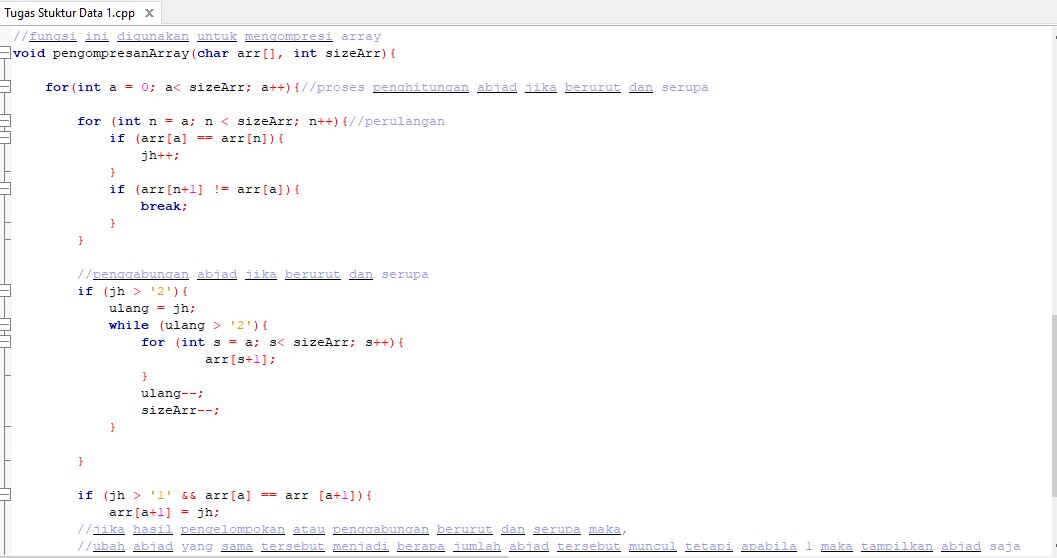 Tugas Stuktur Data 1.cpp
//fungsi ini digunakan untuk mengompresi array
void pengompresanArray(char arr[], int sizeArr){
for(int a = 0; a< sizeArr; a++){//proses penghitungan abjad jika berurut dan serupa
for (int n = a; n < sizeArr; n++){//perulangan
if (arr[a] == arr[n]){
jh++;
}
if (arr[n+1] != arr[a]){
break;
}
}
//penggabungan abjad jika berurut dan serupa
if (jh > '2'){
ulang = jh;
while (ulang > '2'){
for (int s = a; s< sizeArr; s++){
arr[s+1];
}
ulang--;
sizeArr--;
}
}
if (jh > '1' && arr[a] == arr [a+1]){
arr[a+1] = jh;
//jika hasil pengelompokan atau penggabungan berurut dan serupa maka,
//ubah abjad yang sama tersebut menjadi berapa jumlah abjad tersebut muncul tetapi apabila 1 maka tampilkan abjad saja